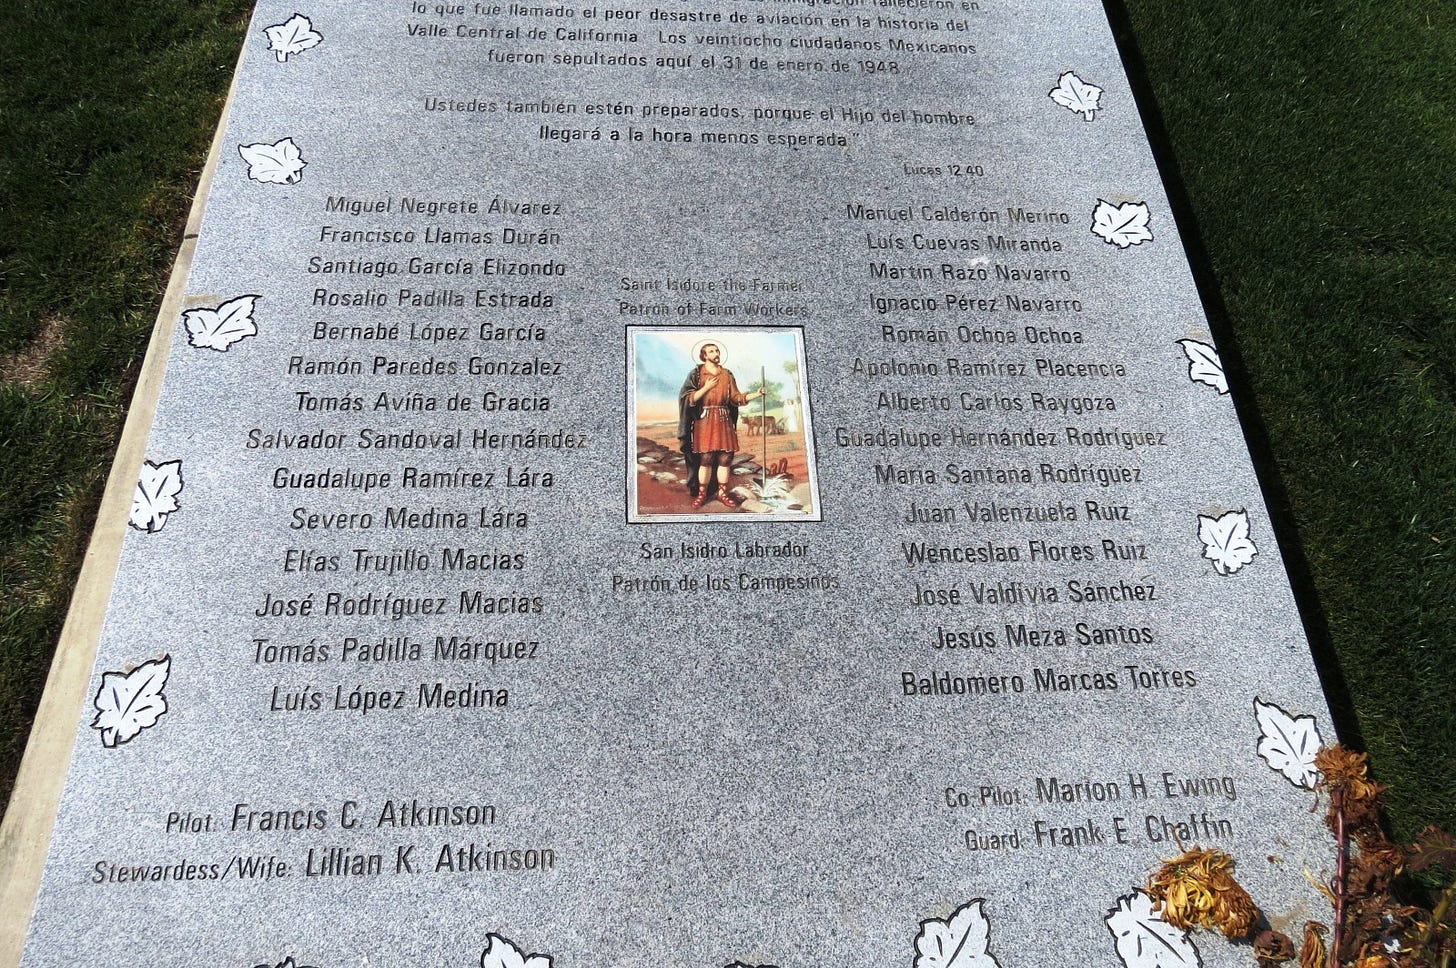 fallecieron en
lo que fue llamado el peor desastre de aviación en la historia del
Valle Central de California. Los veintiocho ciudadanos Mexicanos
fueron sepultados aquí el 31 de enero de 1948.
Ustedes también estén preparados, porque el Hijo del hombre
llegará a la hora menos esperada."
Lucas 12:40
Miguel Negrete Álvarez
Francisco Llamas Durán
Santiago García Elizondo
Rosalio Padilla Estrada
Bernabé López García
Ramón Paredes Gonzalez
Tomás Aviña de Gracia
Salvador Sandoval Hernández
Guadalupe Ramírez Lára
Severo Medina Lára
Elías Trujillo Macias
José Rodríguez Macias
Tomás Padilla Márquez
Luís López Medina
Saint Isidore the Farmer
Patron of Farm Workers
San Isidro Labrador
Patrón de los Campesinos
Manuel Calderón Merino
Luís Cuevas Miranda
Martin Razo Navarro
Ignacio Pérez Navarro
Román Ochoa Ochoa
Apolonio Ramírez Placencia
Alberto Carlos Raygoza
Guadalupe Hernández Rodríguez
Maria Santana Rodríguez
Juan Valenzuela Ruiz
Wenceslao Flores Ruiz
José Valdivia Sánchez
Jesús Meza Santos
Baldomero Marcas Torres
Pilot: Francis C. Atkinson
Stewardess/Wife: Lillian K. Atkinson
Co-Pilot: Marion H. Ewing
Guard: Frank E. Chaffin